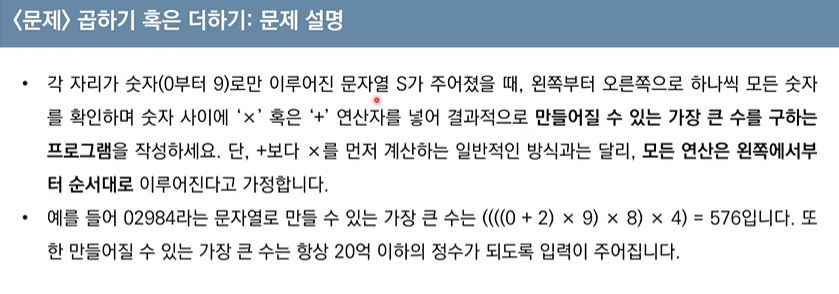 <문제> 곱하기 혹은 더하기: 문제 설명
• 각 자리가 숫자(0부터 9)로만 이루어진 문자열 S가 주어졌을 때, 왼쪽부터 오른쪽으로 하나씩 모든 숫자
를 확인하며 숫자 사이에 '×' 혹은 '+' 연산자를 넣어 결과적으로 만들어질 수 있는 가장 큰 수를 구하는
프로그램을 작성하세요. 단, +보다 ×를 먼저 계산하는 일반적인 방식과는 달리, 모든 연산은 왼쪽에서부
터 순서대로 이루어진다고 가정합니다.
• 예를 들어 02984라는 문자열로 만들 수 있는 가장 큰 수는 ((((0 + 2) × 9) × 8) × 4) = 576입니다. 또
한 만들어질 수 있는 가장 큰 수는 항상 20억 이하의 정수가 되도록 입력이 주어집니다.